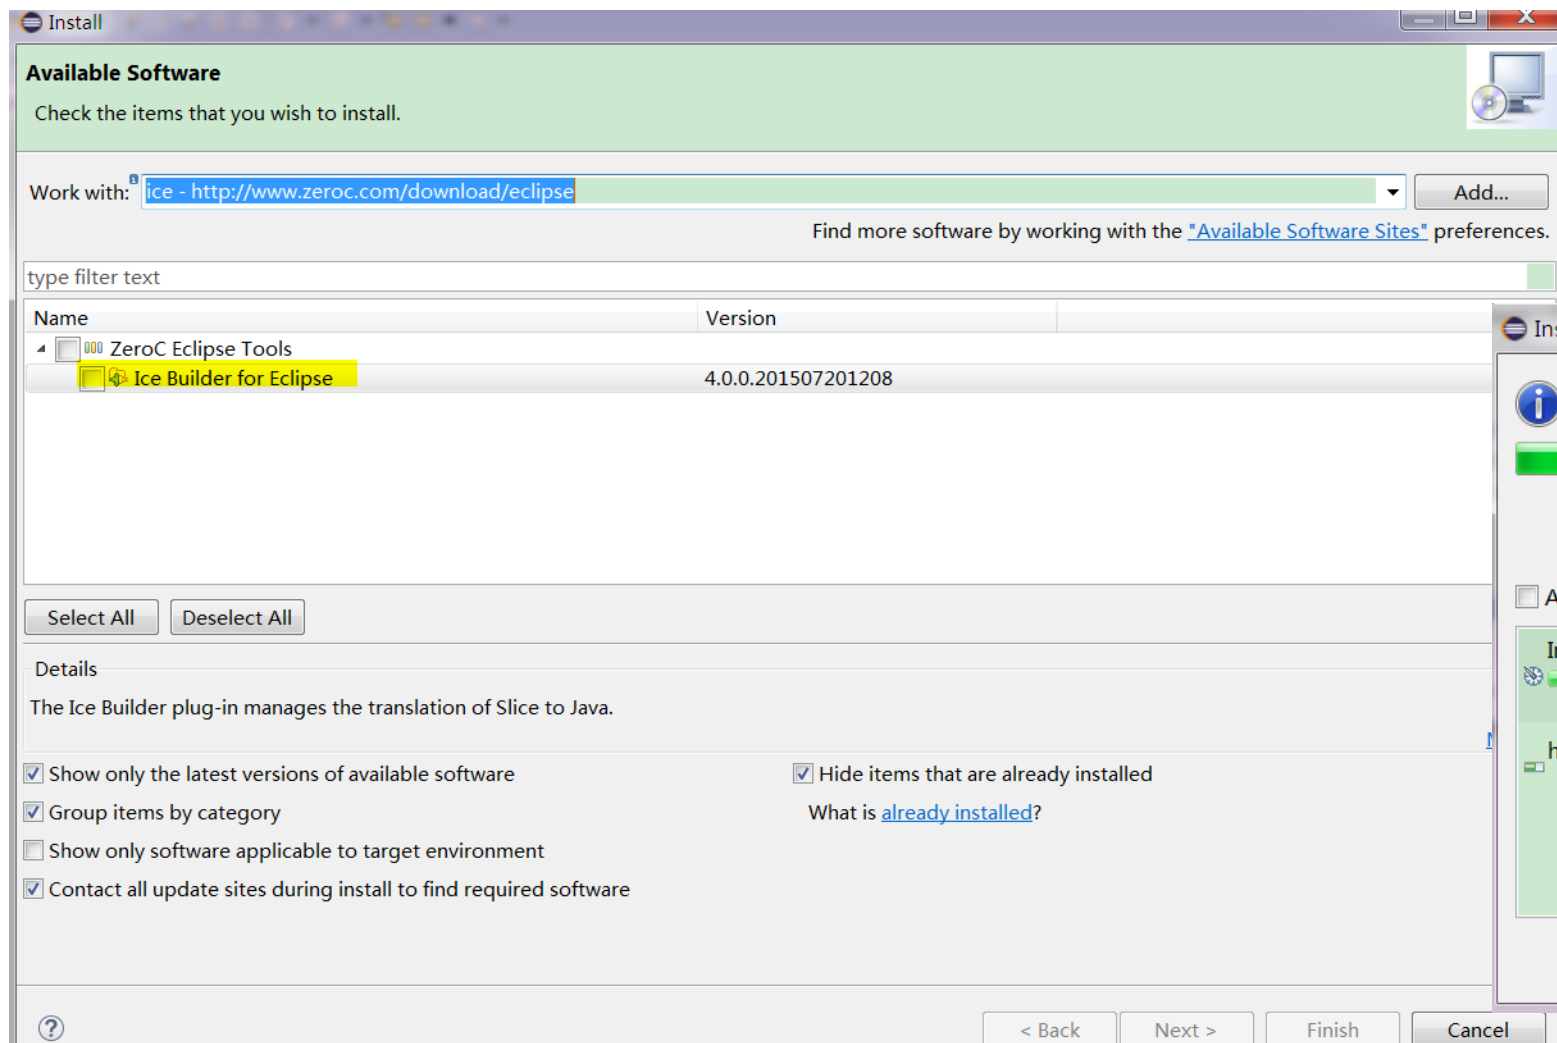 Install
Available Software
Check the items that you wish to install.
Work with: ice - http://www.zeroc.com/download/eclipse
Add...
Find more software by working with the "Available Software Sites" preferences.
type filter text
Name Version
ZeroC Eclipse Tools
Ice Builder for Eclipse 4.0.0.201507201208
Select All Deselect All
Details
The Ice Builder plug-in manages the translation of Slice to Java.
Show only the latest versions of available software
Hide items that are already installed
Group items by category
What is already installed?
Show only software applicable to target environment
Contact all update sites during install to find required software
< Back Next > Finish Cancel